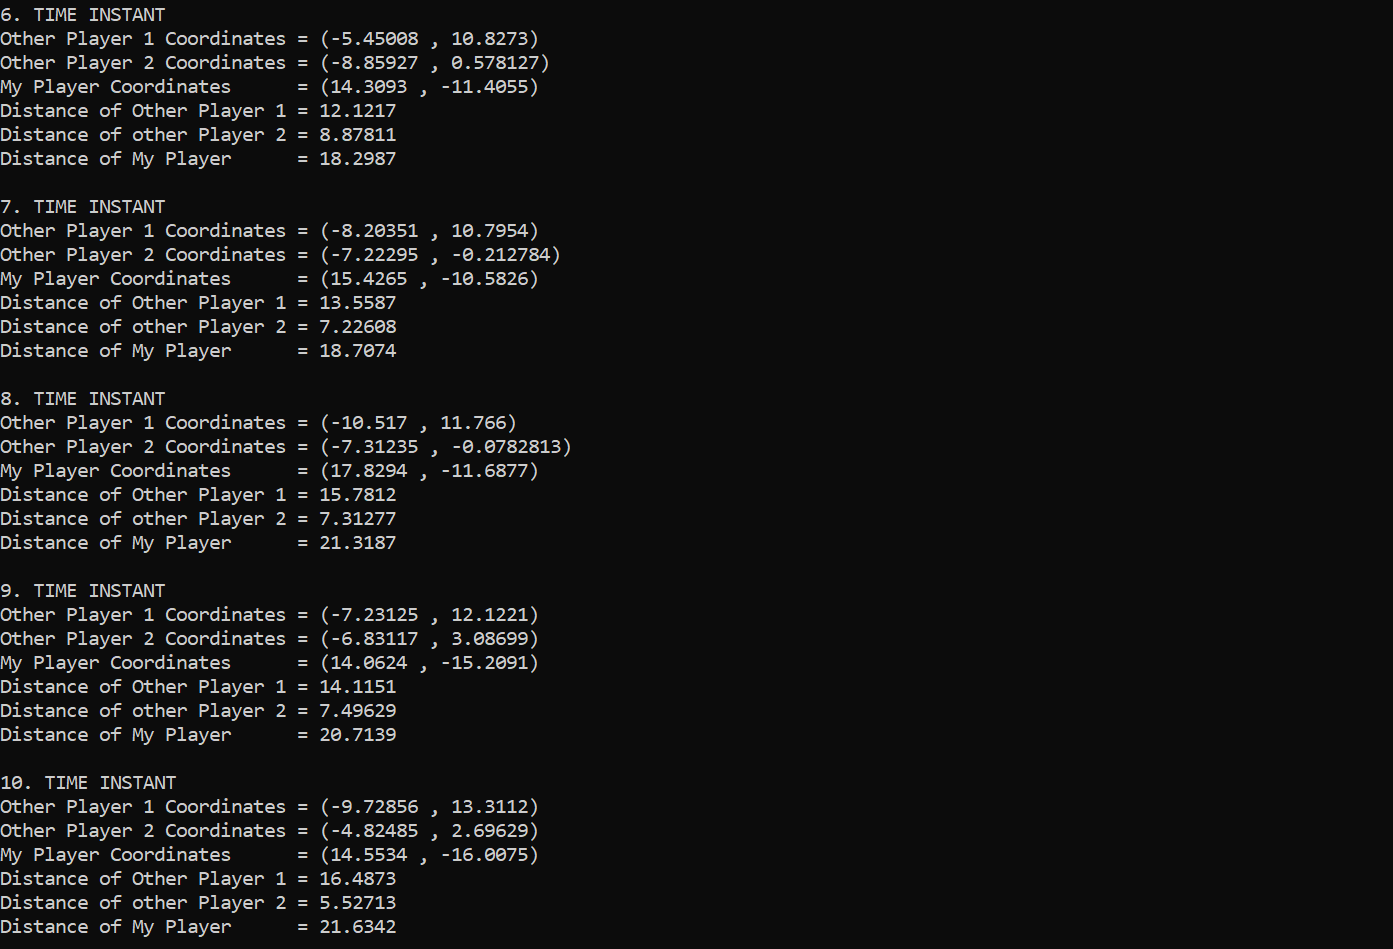 6. TIME INSTANT
Other Player 1 Coordinates = (-5.45008 , 10.8273)
Other Player 2 Coordinates = (-8.85927 , 0.578127)
My Player Coordinates      = (14.3093 , -11.4055)
Distance of Other Player 1 = 12.1217
Distance of other Player 2 = 8.87811
Distance of My Player      = 18.2987

7. TIME INSTANT
Other Player 1 Coordinates = (-8.20351 , 10.7954)
Other Player 2 Coordinates = (-7.22295 , -0.212784)
My Player Coordinates      = (15.4265 , -10.5826)
Distance of Other Player 1 = 13.5587
Distance of other Player 2 = 7.22608
Distance of My Player      = 18.7074

8. TIME INSTANT
Other Player 1 Coordinates = (-10.517 , 11.766)
Other Player 2 Coordinates = (-7.31235 , -0.0782813)
My Player Coordinates      = (17.8294 , -11.6877)
Distance of Other Player 1 = 15.7812
Distance of other Player 2 = 7.31277
Distance of My Player      = 21.3187

9. TIME INSTANT
Other Player 1 Coordinates = (-7.23125 , 12.1221)
Other Player 2 Coordinates = (-6.83117 , 3.08699)
My Player Coordinates      = (14.0624 , -15.2091)
Distance of Other Player 1 = 14.1151
Distance of other Player 2 = 7.49629
Distance of My Player      = 20.7139

10. TIME INSTANT
Other Player 1 Coordinates = (-9.72856 , 13.3112)
Other Player 2 Coordinates = (-4.82485 , 2.69629)
My Player Coordinates      = (14.5534 , -16.0075)
Distance of Other Player 1 = 16.4873
Distance of other Player 2 = 5.52713
Distance of My Player      = 21.6342